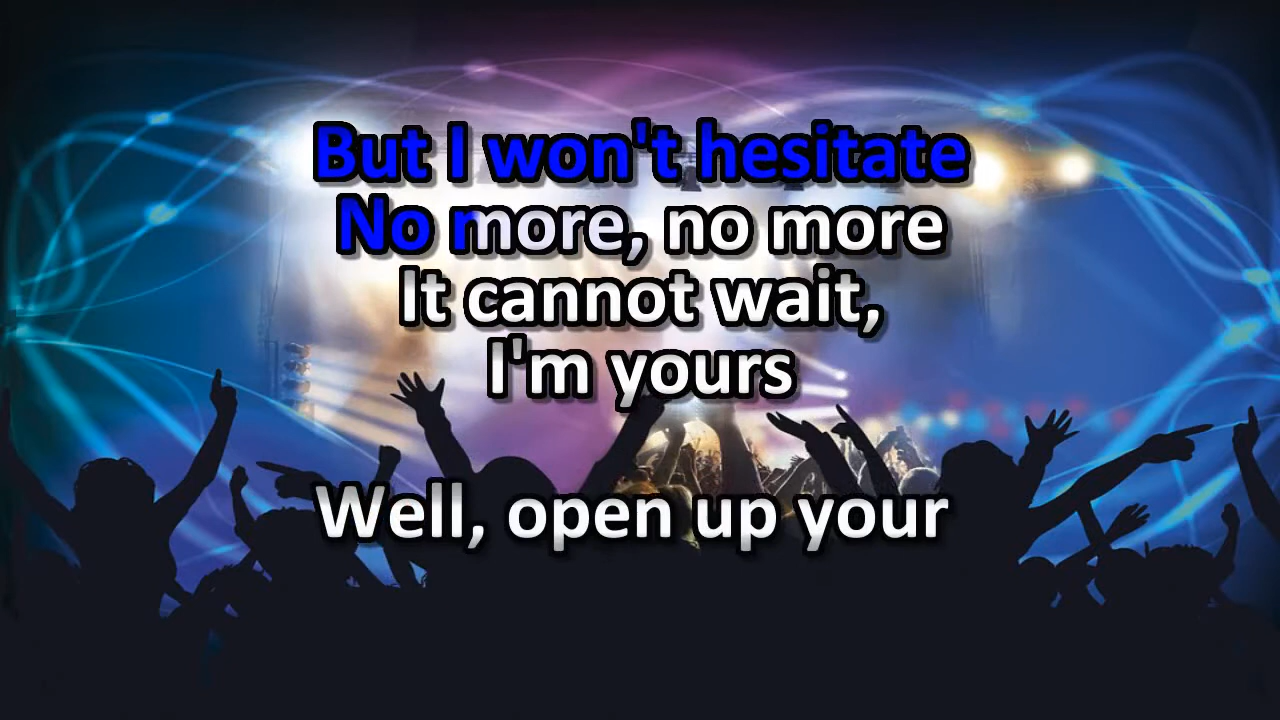 But I won't hesitate
No more, no more
It cannot wait,
I'm yours
Well, open up your